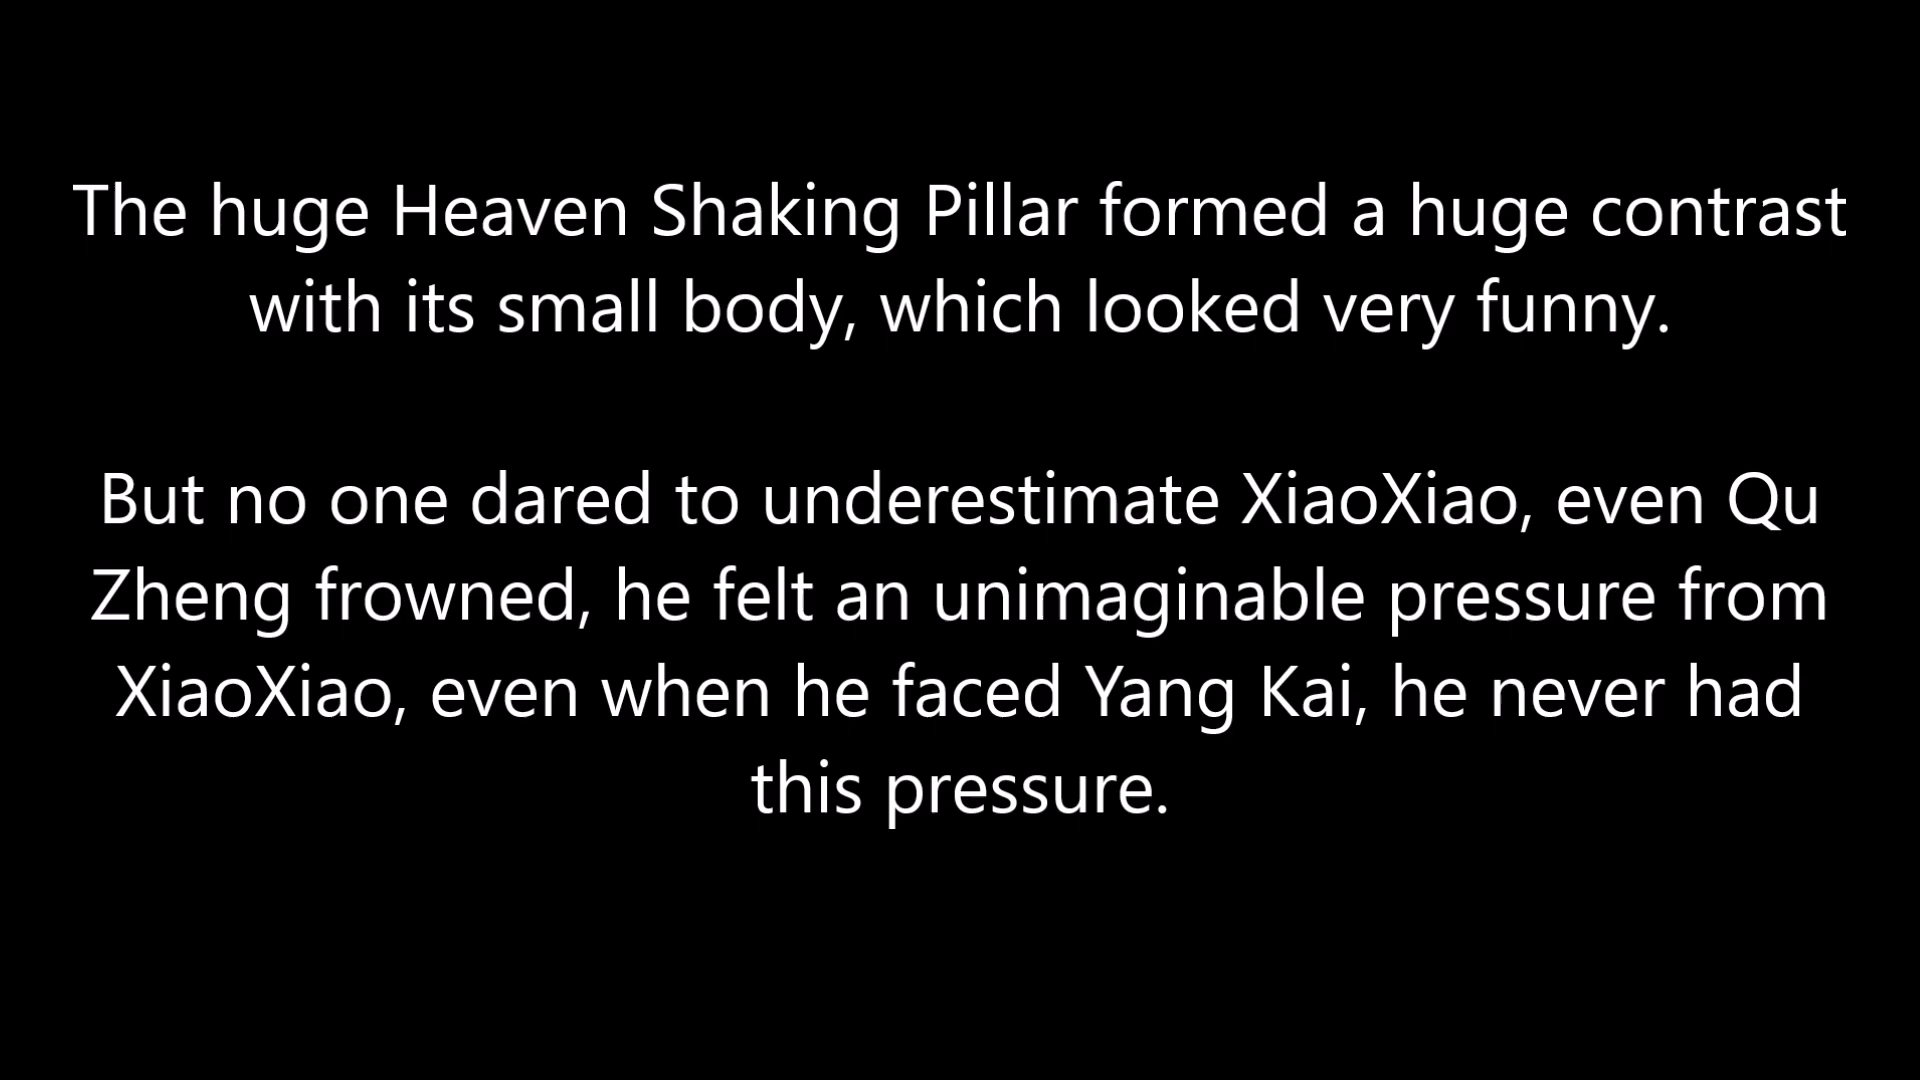 The huge Heaven Shaking Pillar formed a huge contrast
with its small body, which looked very funny.
But no one dared to underestimate XiaoXiao, even Qu
Zheng frowned, he felt an unimaginable pressure from
XiaoXiao, even when he faced Yang Kai, he never had
this pressure.